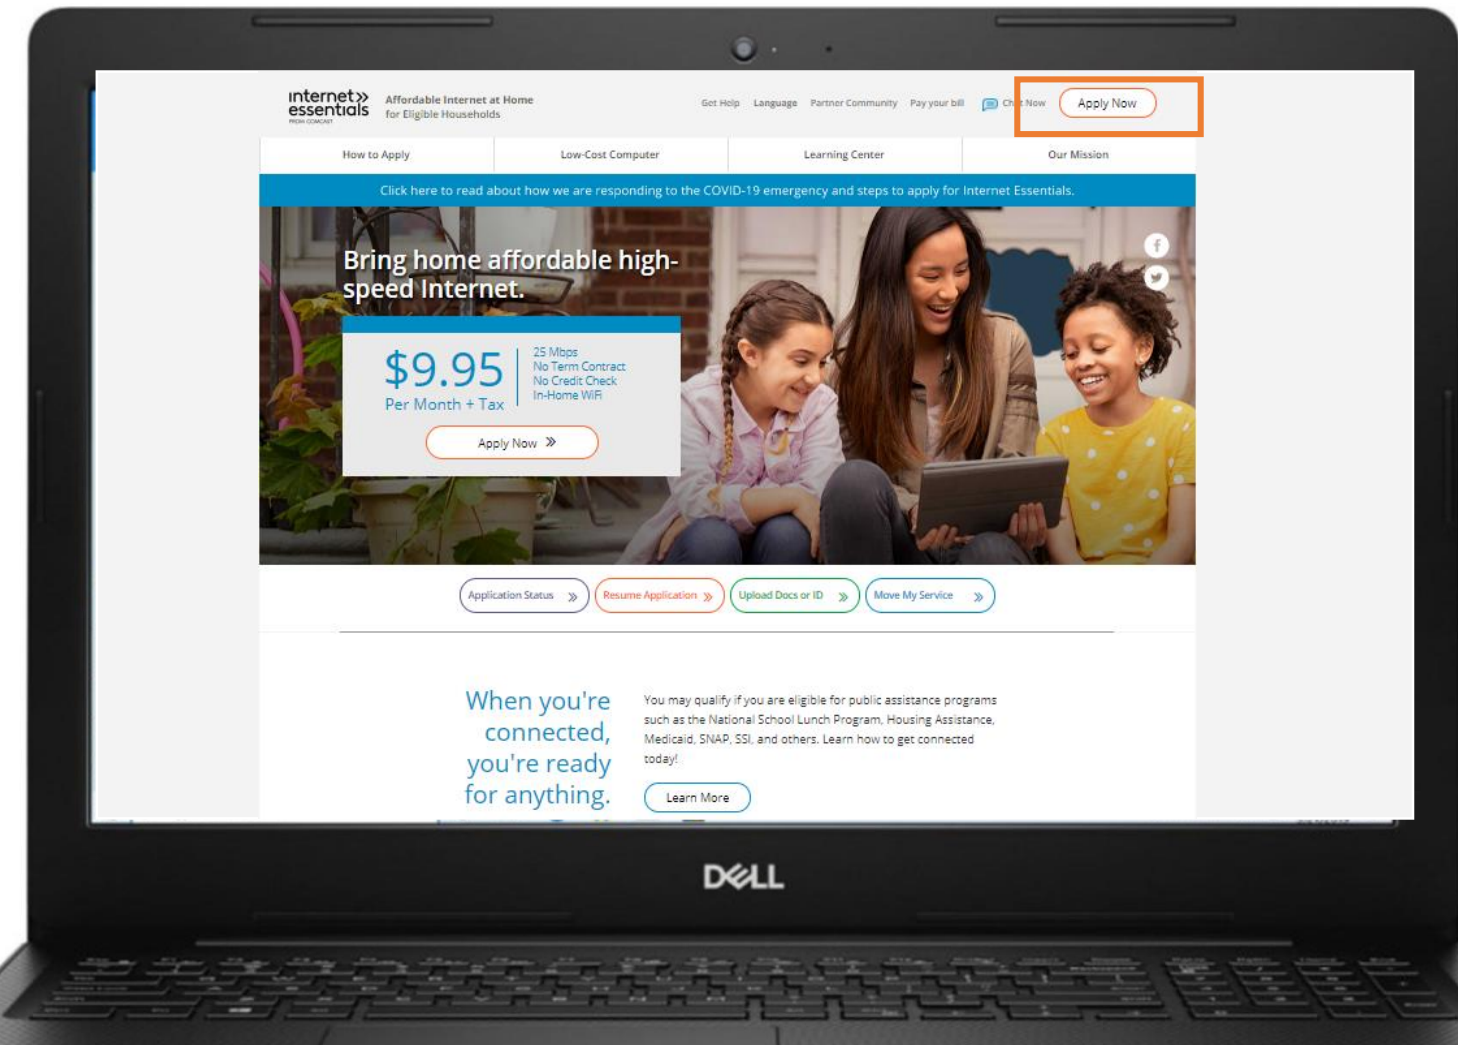 internet»
essentials
FROM COMCAST
Affordable Internet at Home
for Eligible Households
Get Help Language Partner Community Pay your bill Chat Now Apply Now
How to Apply Low-Cost Computer Learning Center Our Mission
Click here to read about how we are responding to the COVID-19 emergency and steps to apply for Internet Essentials.
Bring home affordable high-
speed Internet.
$9.95
Per Month + Tax
25 Mbps
No Term Contract
No Credit Check
In-Home WiFi
Apply Now »
Application Status » Resume Application » Upload Docs or ID » Move My Service »
When you're
connected,
you're ready
for anything.
You may qualify if you are eligible for public assistance programs
such as the National School Lunch Program, Housing Assistance,
Medicaid, SNAP, SSI, and others. Learn how to get connected
today!
Learn More
DELL